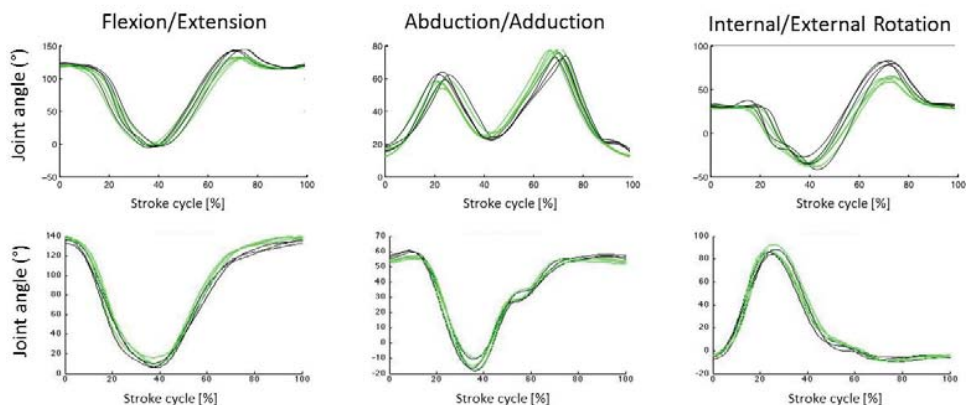 Flexion/Extension
Abduction/Adduction
Internal/External Rotation
Joint angle (°)
150
100
50
0
-50
0 20 40 60 80 100
Stroke cycle [%]
80
60
40
20
0
0 20 40 60 80 100
Stroke cycle [%]
100
50
0
-50
0 20 40 60 80 100
Stroke cycle [%]
Joint angle (°)
140
120
100
80
60
40
20
0
0 20 40 60 80 100
Stroke cycle [%]
70
60
50
40
30
20
10
0
-10
-20
0 20 40 60 80 100
Stroke cycle [%]
100
80
60
40
20
0
-20
0 20 40 60 80 100
Stroke cycle [%]